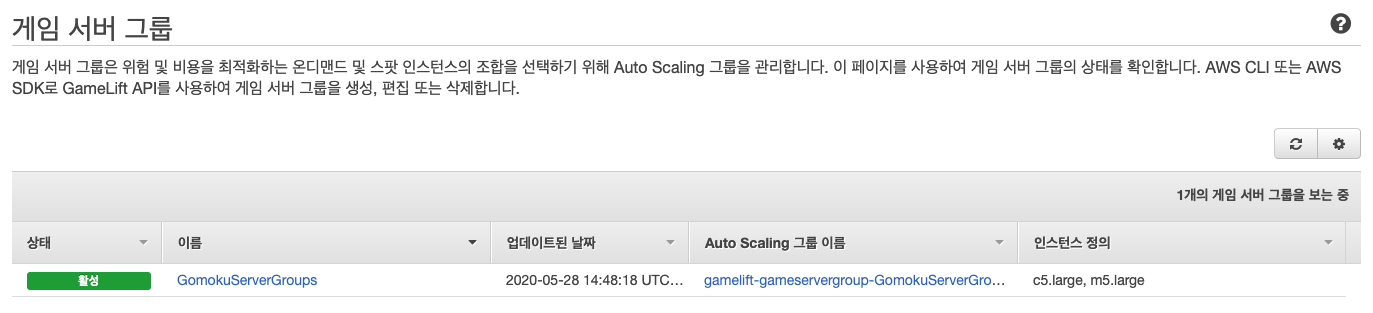 게임 서버 그룹
게임 서버 그룹은 위험 및 비용을 최적화하는 온디맨드 및 스팟 인스턴스의 조합을 선택하기 위해 Auto Scaling 그룹을 관리합니다. 이 페이지를 사용하여 게임 서버 그룹의 상태를 확인합니다. AWS CLI 또는 AWS
SDK로 GameLift API를 사용하여 게임 서버 그룹을 생성, 편집 또는 삭제합니다.
1개의 게임 서버 그룹을 보는 중
상태 이름 업데이트된 날짜 Auto Scaling 그룹 이름 인스턴스 정의
활성 GomokuServerGroups 2020-05-28 14:48:18 UTC... gamelift-gameservergroup-GomokuServerGro... c5.large, m5.large